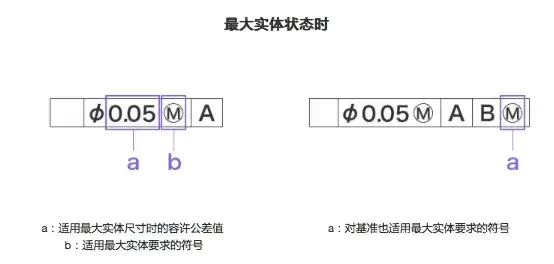 最大实体状态时
ϕ 0.05 Ⓜ A
a b
ϕ 0.05 Ⓜ A B Ⓜ
a
a：适用最大实体尺寸时的容许公差值
b：适用最大实体要求的符号
a：对基准也适用最大实体要求的符号